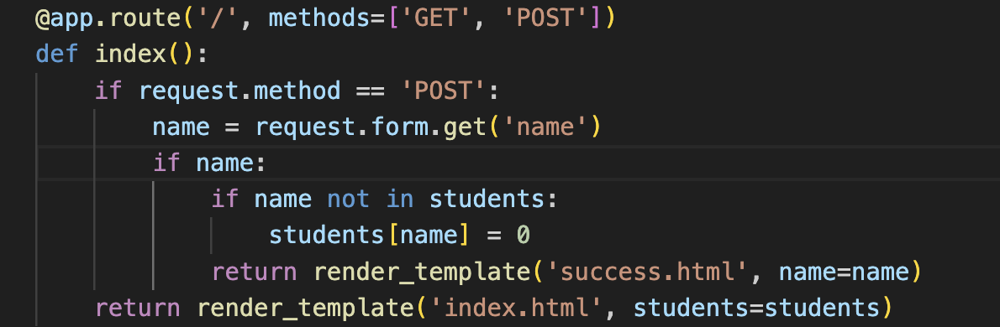 @app.route('/', methods=['GET', 'POST'])
def index():
    if request.method == 'POST':
        name = request.form.get('name')
        if name:
            if name not in students:
                students[name] = 0
            return render_template('success.html', name=name)
    return render_template('index.html', students=students)